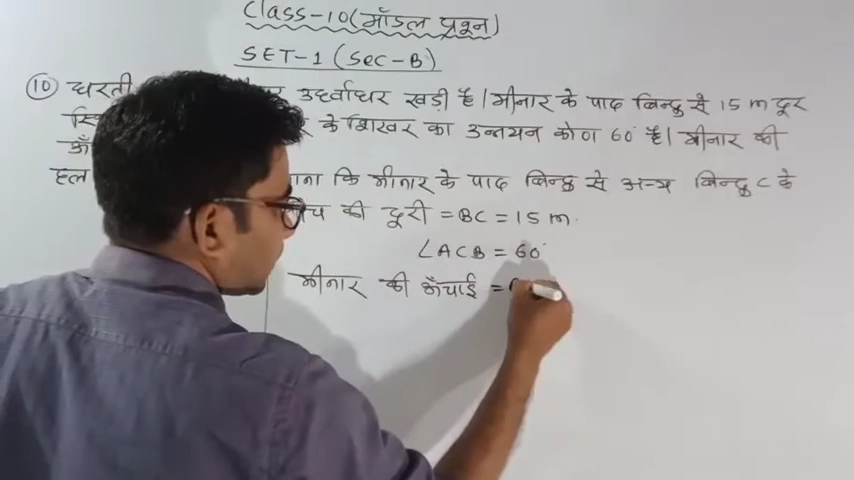 Class-10 (मॉडल प्रश्न)
SET-1 (Sec-B)
(10) धरती उर्ध्वाधर खड़ी है। मीनार के पाद बिन्दु से 15 m दूर
के शिखर का उन्नयन कोण 60° है। मीनार की
हल माना कि मीनार के पाद बिन्दु से अन्य बिन्दु C के
की दूरी = BC = 15 m.
∠ACB = 60°
मीनार की ऊँचाई =